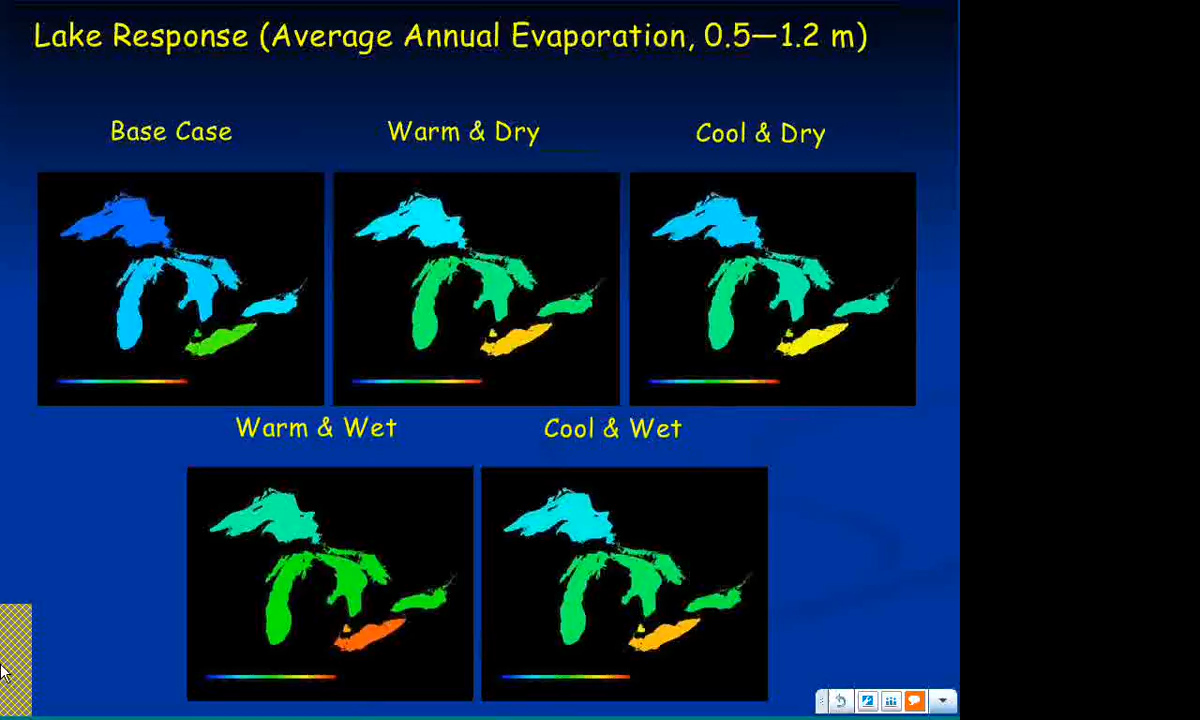 Lake Response (Average Annual Evaporation, 0.5—1.2 m)
Base Case
Warm & Dry
Cool & Dry
Warm & Wet
Cool & Wet